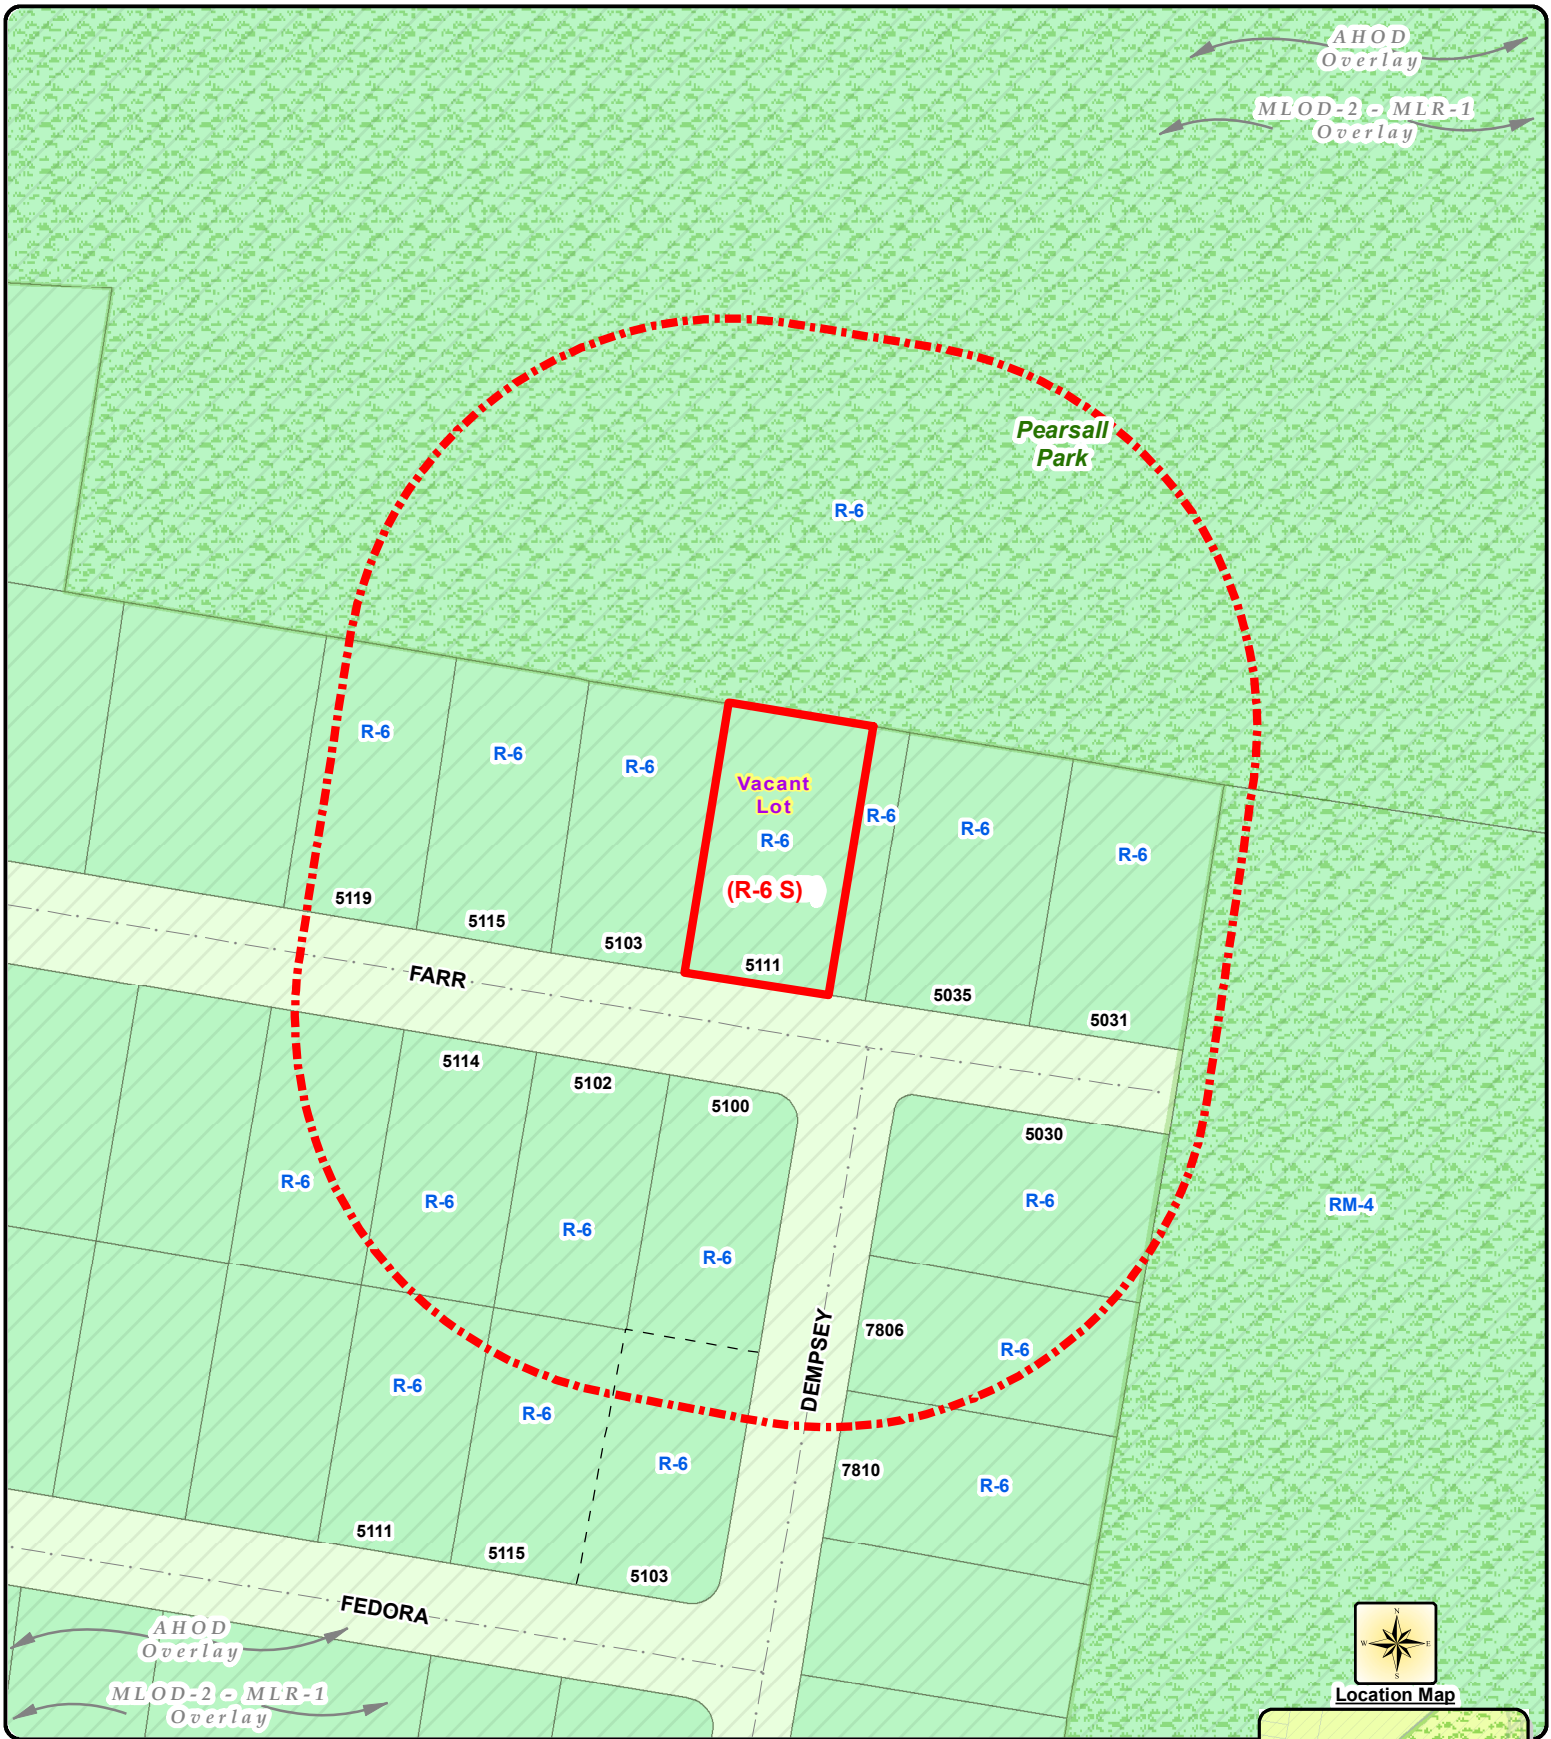 AHOD
Overlay
MLOD-2 - MLR-1
Overlay
Pearsall
Park
R-6
R-6
R-6
R-6
Vacant
Lot
R-6
R-6
R-6
R-6
(R-6 S)
5119
5115
5103
5111
5035
5031
FARR
5114
5102
5100
5030
R-6
R-6
R-6
R-6
R-6
RM-4
DEMPSEY
7806
R-6
R-6
R-6
R-6
7810
R-6
5111
5115
5103
FEDORA
AHOD
Overlay
MLOD-2 - MLR-1
Overlay
N
W
E
S
Location Map